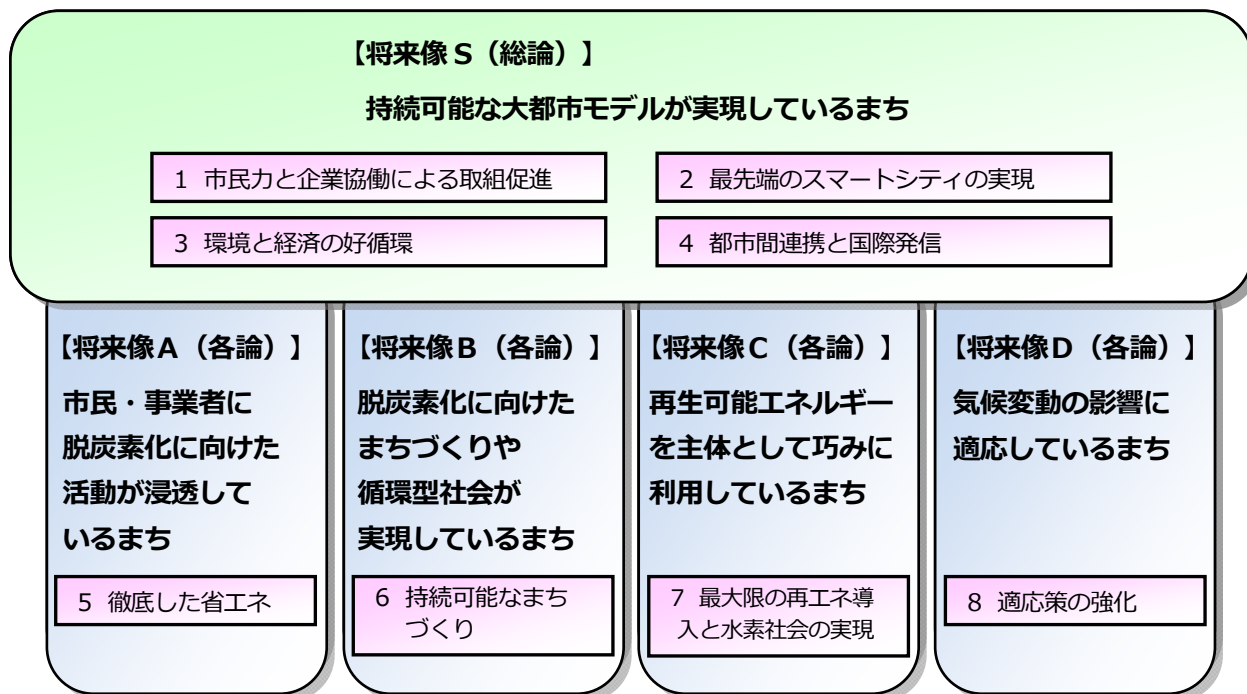 【将来像S（総論）】
持続可能な大都市モデルが実現しているまち
1 市民力と企業協働による取組促進
2 最先端のスマートシティの実現
3 環境と経済の好循環
4 都市間連携と国際発信
【将来像A（各論）】
市民・事業者に
脱炭素化に向けた
活動が浸透して
いるまち
5 徹底した省エネ
【将来像B（各論）】
脱炭素化に向けた
まちづくりや
循環型社会が
実現しているまち
6 持続可能なまち
づくり
【将来像C（各論）】
再生可能エネルギー
を主体として巧みに
利用しているまち
7 最大限の再エネ導
入と水素社会の実現
【将来像D（各論）】
気候変動の影響に
適応しているまち
8 適応策の強化